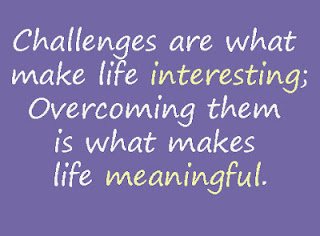 Challenges are what
make life interesting;
Overcoming them
is what makes
life meaningful.